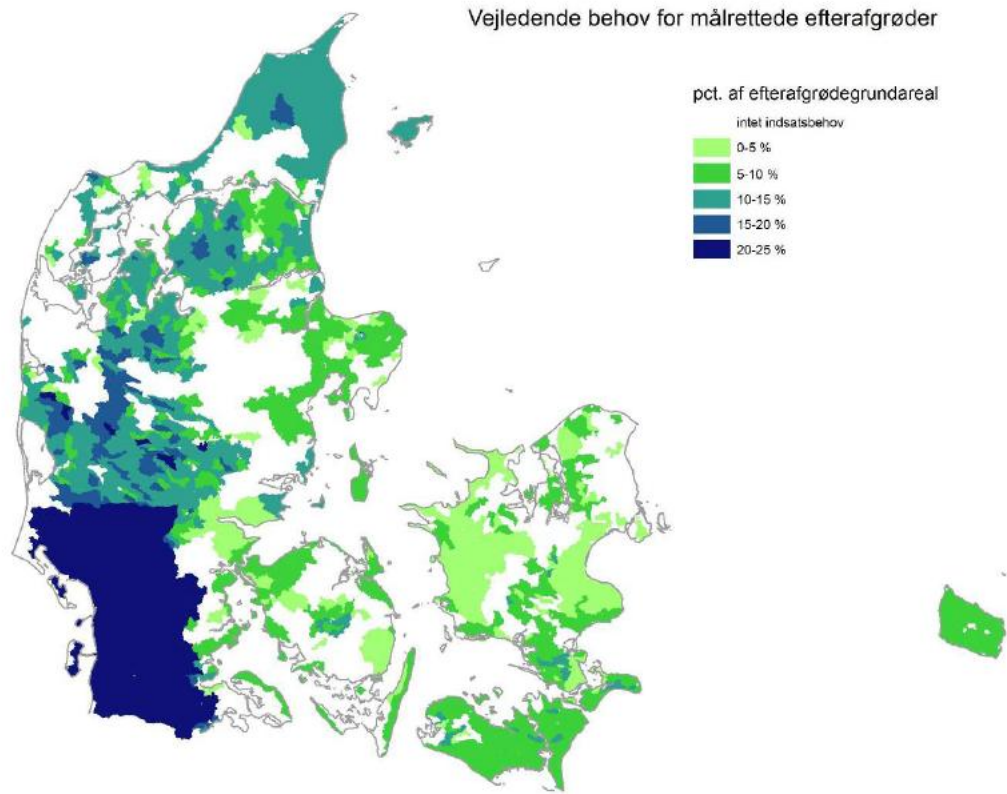 Vejledende behov for målrettede efterafgrøder
pct. af efterafgrødegrundareal
intet indsatsbehov
0-5 %
5-10 %
10-15 %
15-20 %
20-25 %